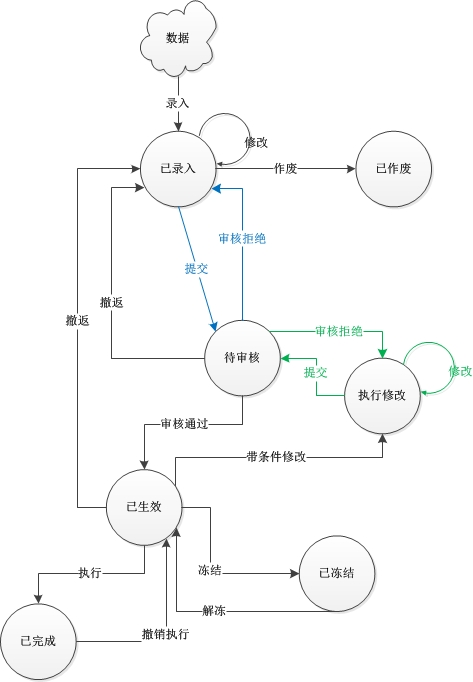 数据
录入
修改
已录入
作废
已作废
审核拒绝
提交
撤返
撤返
审核拒绝
待审核
提交
修改
执行修改
审核通过
带条件修改
已生效
冻结
已冻结
执行
解冻
撤销执行
已完成